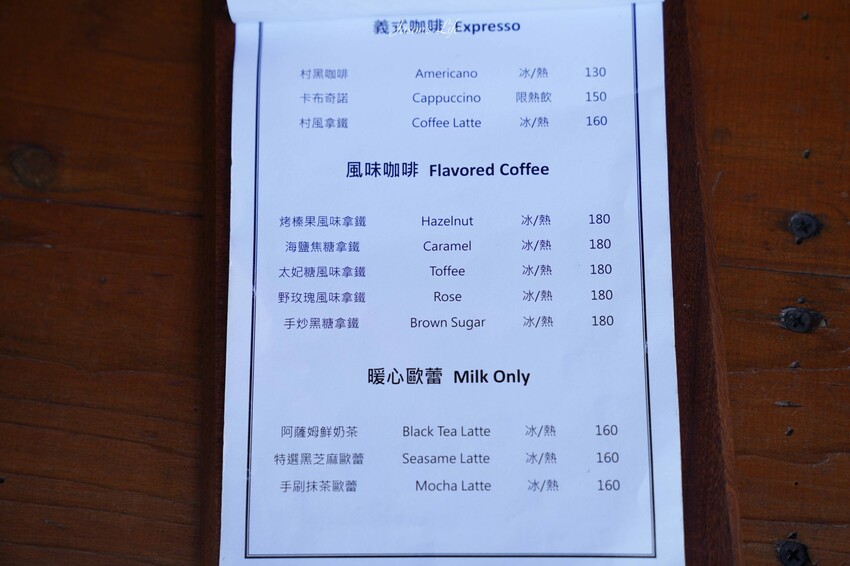 義式咖啡 Expresso
村黑咖啡 Americano 冰/熱 130
卡布奇諾 Cappuccino 限熱飲 150
村風拿鐵 Coffee Latte 冰/熱 160
風味咖啡 Flavored Coffee
烤榛果風味拿鐵 Hazelnut 冰/熱 180
海鹽焦糖拿鐵 Caramel 冰/熱 180
太妃糖風味拿鐵 Toffee 冰/熱 180
野玫瑰風味拿鐵 Rose 冰/熱 180
手炒黑糖拿鐵 Brown Sugar 冰/熱 180
暖心歐蕾 Milk Only
阿薩姆鮮奶茶 Black Tea Latte 冰/熱 160
特選黑芝麻歐蕾 Seasame Latte 冰/熱 160
手刷抹茶歐蕾 Mocha Latte 冰/熱 160